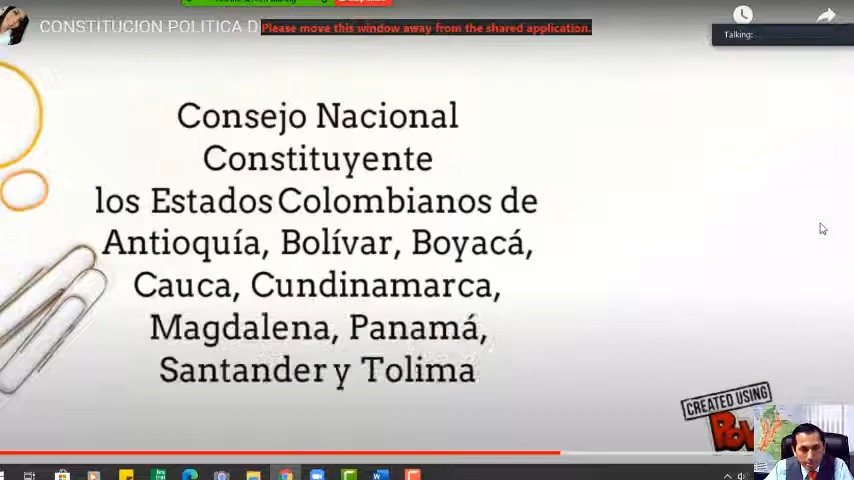 CONSTITUCION POLITICA D
Please move this window away from the shared application.
Talking:
Consejo Nacional
Constituyente
los Estados Colombianos de
Antioquía, Bolívar, Boyacá,
Cauca, Cundinamarca,
Magdalena, Panamá,
Santander y Tolima
CREATED USING